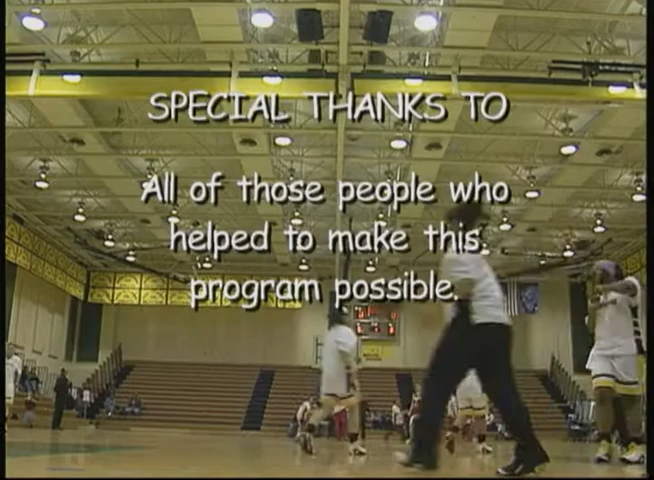 SPECIAL THANKS TO
All of those people who
helped to make this
program possible.